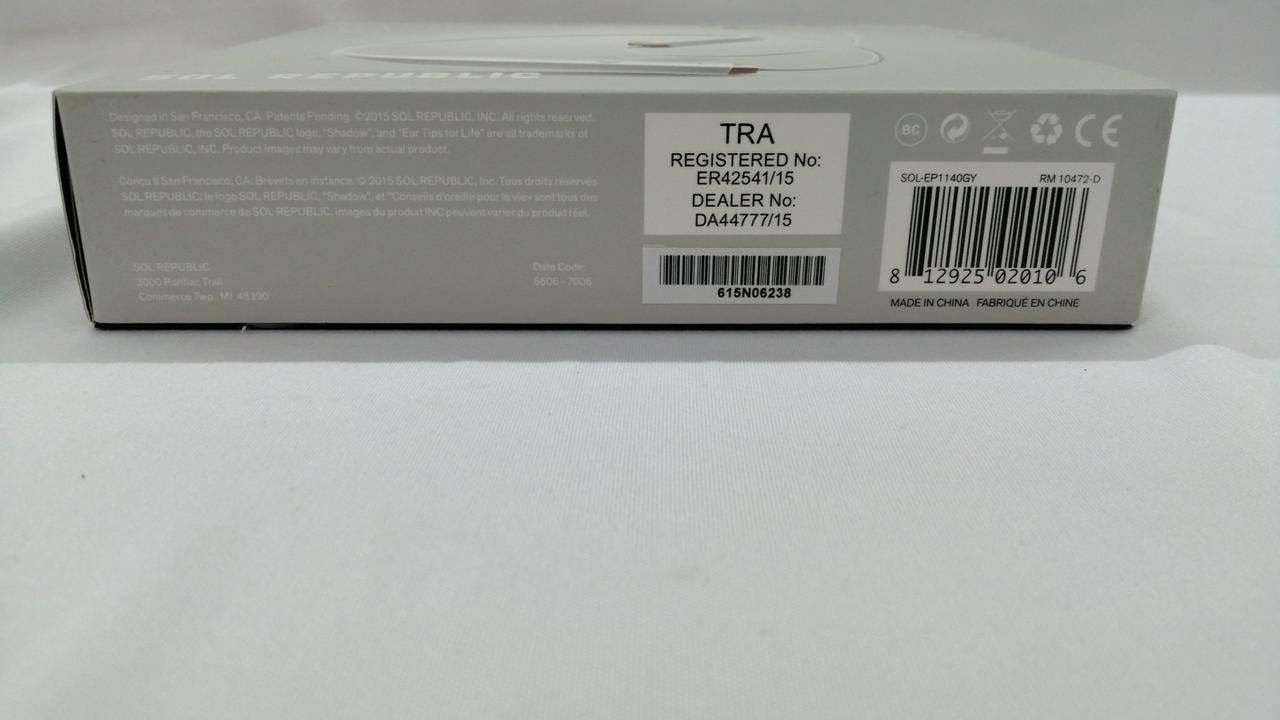 SOL REPUBLIC
Designed in San Francisco, CA. Patents Pending. ©2015 SOL REPUBLIC, INC. All rights reserved.
SOL REPUBLIC, the SOL REPUBLIC logo, "Shadow", and "Ear Tips for Life" are all trademarks of
SOL REPUBLIC, INC. Product images may vary from actual product.
Conçu à San Francisco, CA. Brevets en instance. © 2015 SOL REPUBLIC, Inc. Tous droits réservés.
SOL REPUBLIC, le logo SOL REPUBLIC, "Shadow", et "Conseils d'oreille pour la vie» sont tous des
marques de commerce de SOL REPUBLIC, images du produit INC peuvent varier du produit réel.
SOL REPUBLIC
3000 Pontiac Trail
Commerce Twp., MI 48390
Date Code:
6506 - 7006
TRA
REGISTERED No:
ER42541/15
DEALER No:
DA44777/15
615N06238
BC
CE
SOL-EP1140GY RM 10472-D
8 12925 02010 6
MADE IN CHINA FABRIQUÉ EN CHINE